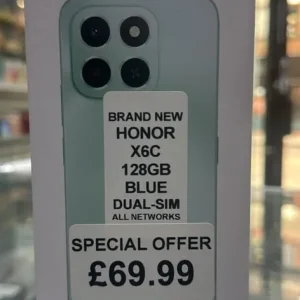 BRAND NEW
HONOR
X6C
128GB
BLUE
DUAL-SIM
ALL NETWORKS
SPECIAL OFFER
£69.99